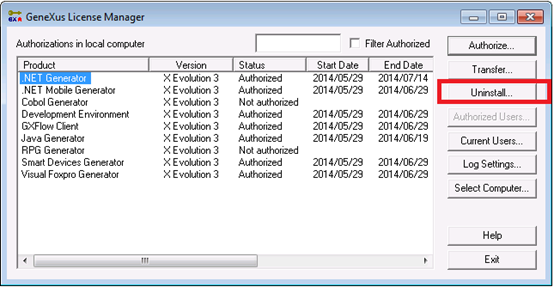 GeneXus License Manager
Authorizations in local computer
Filter Authorized
Authorize...
Product Version Status Start Date End Date
.NET Generator X Evolution 3 Authorized 2014/05/29 2014/07/14
.NET Mobile Generator X Evolution 3 Authorized 2014/05/29 2014/06/29
Cobol Generator X Evolution 3 Not authorized
Development Environment X Evolution 3 Authorized 2014/05/29 2014/06/29
GXFlow Client X Evolution 3 Authorized 2014/05/29 2014/06/29
Java Generator X Evolution 3 Authorized 2014/05/29 2014/06/19
RPG Generator X Evolution 3 Not authorized
Smart Devices Generator X Evolution 3 Authorized 2014/05/29 2014/06/29
Visual Foxpro Generator X Evolution 3 Authorized 2014/05/29 2014/06/29
Transfer...
Uninstall...
Authorized Users...
Current Users...
Log Settings...
Select Computer...
Help
Exit